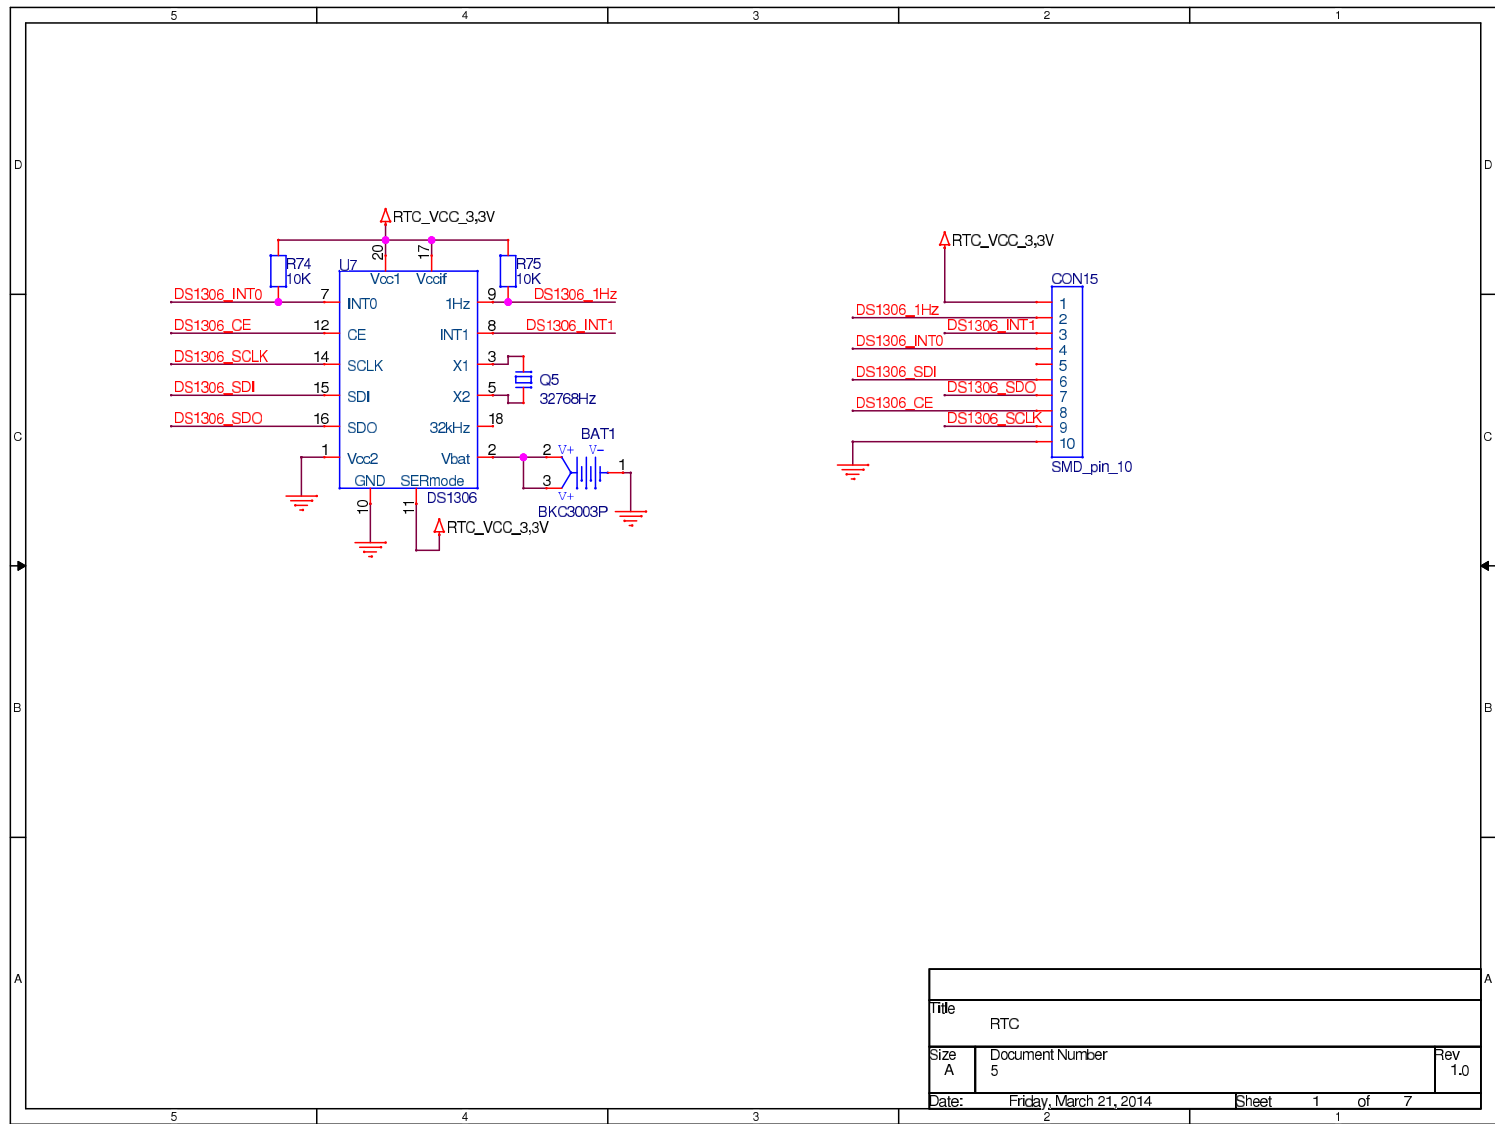 5 4 3 2 1
D D
RTC_VCC_3,3V
20 17
R74
10K
U7
Vcc1 Vccif
R75
10K
DS1306_INT0 7 INT0
1Hz 9 DS1306_1Hz
DS1306_CE 12 CE
INT1 8 DS1306_INT1
DS1306_SCLK 14 SCLK
X1 3
DS1306_SDI 15 SDI
X2 5
Q5
32768Hz
DS1306_SDO 16 SDO
32kHz 18
1 Vcc2
Vbat 2
BAT1
2 V+ V- 1
3 V+
BKC3003P
GND SERmode
DS1306
10 11
RTC_VCC_3,3V
RTC_VCC_3,3V
CON15
1
DS1306_1Hz 2
DS1306_INT1 3
DS1306_INT0 4
5
DS1306_SDI 6
DS1306_SDO 7
DS1306_CE 8
DS1306_SCLK 9
10
SMD_pin_10
C C
B B
A A
Title
RTC
Size Document Number Rev
A 5 1.0
Date: Friday, March 21, 2014 Sheet 1 of 7
5 4 3 2 1